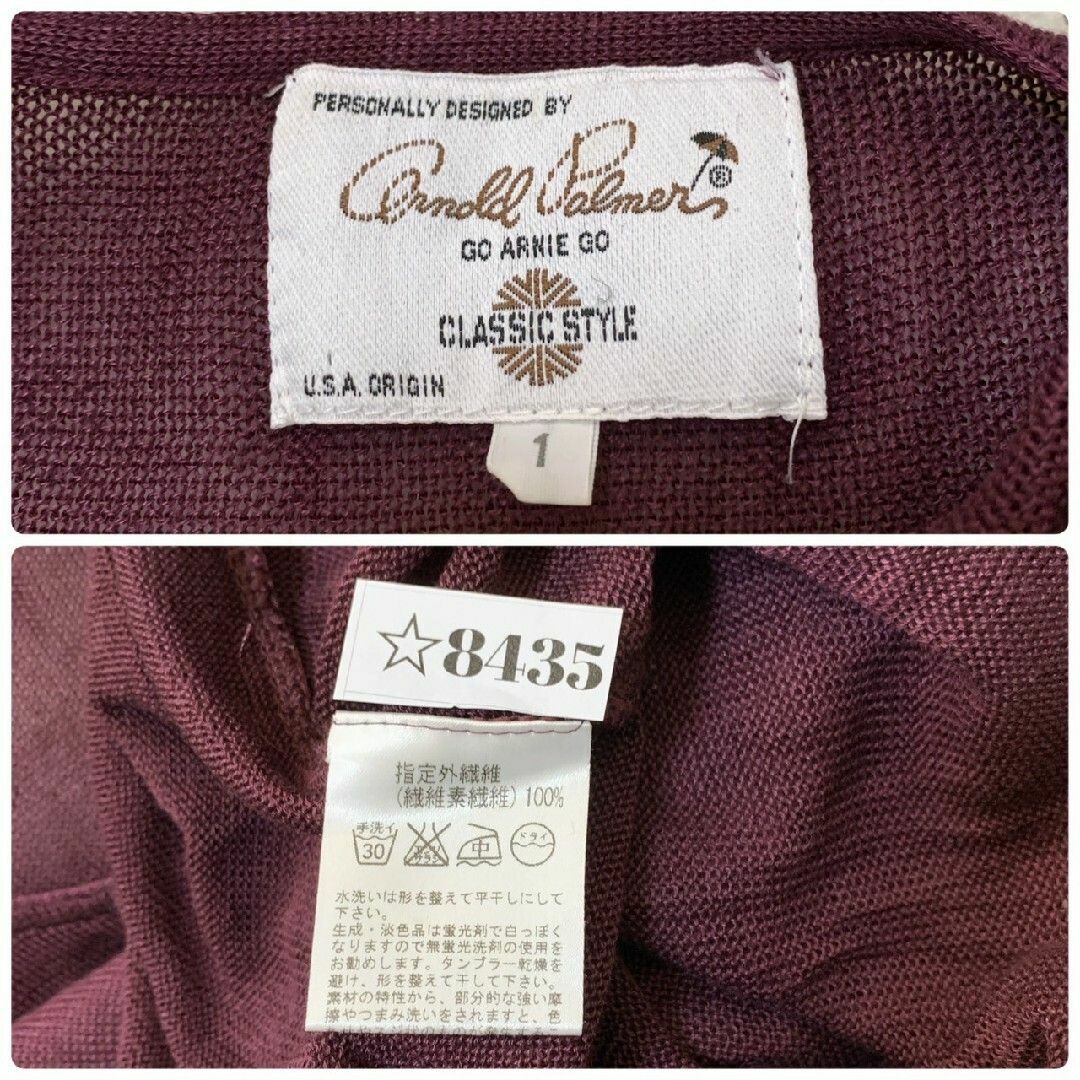 PERSONALLY DESIGNED BY
Arnold Palmer ®
GO ARNIE GO
CLASSIC STYLE
U.S.A. ORIGIN
1
☆8435
指定外繊維
(繊維素繊維) 100%
手洗イ 30 中 ドライ
水洗いは形を整えて平干しにして
下さい。
生成・淡色品は蛍光剤で白っぽく
なりますので無蛍光洗剤の使用を
お勧めします。タンブラー乾燥を
避け、形を整えて干して下さい。
素材の特性から、部分的な強い摩
擦やつまみ洗いをされますと、色